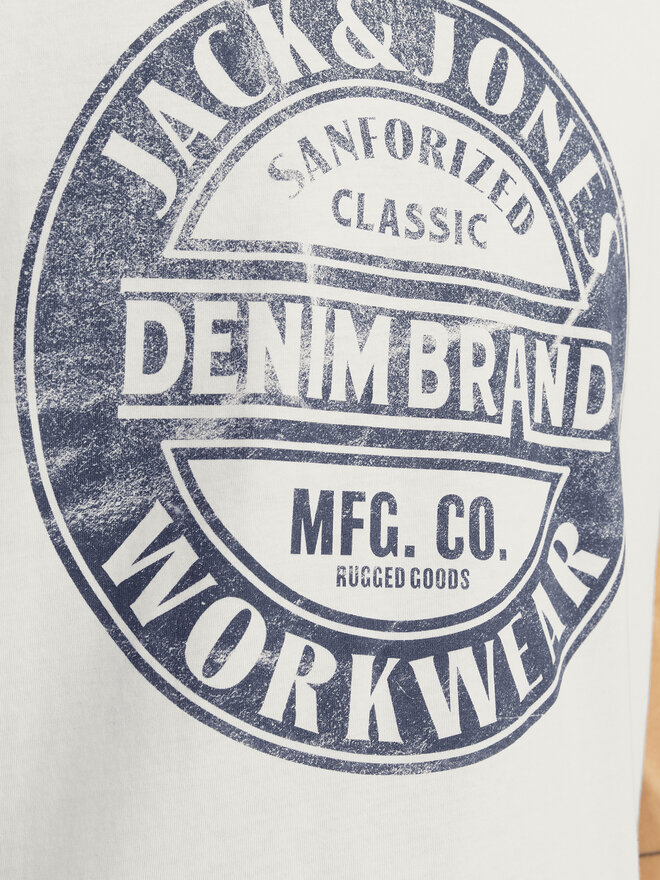 JACK&JONES
SANFORIZED
CLASSIC
DENIM BRAND
MFG. CO.
RUGGED GOODS
WORKWEAR